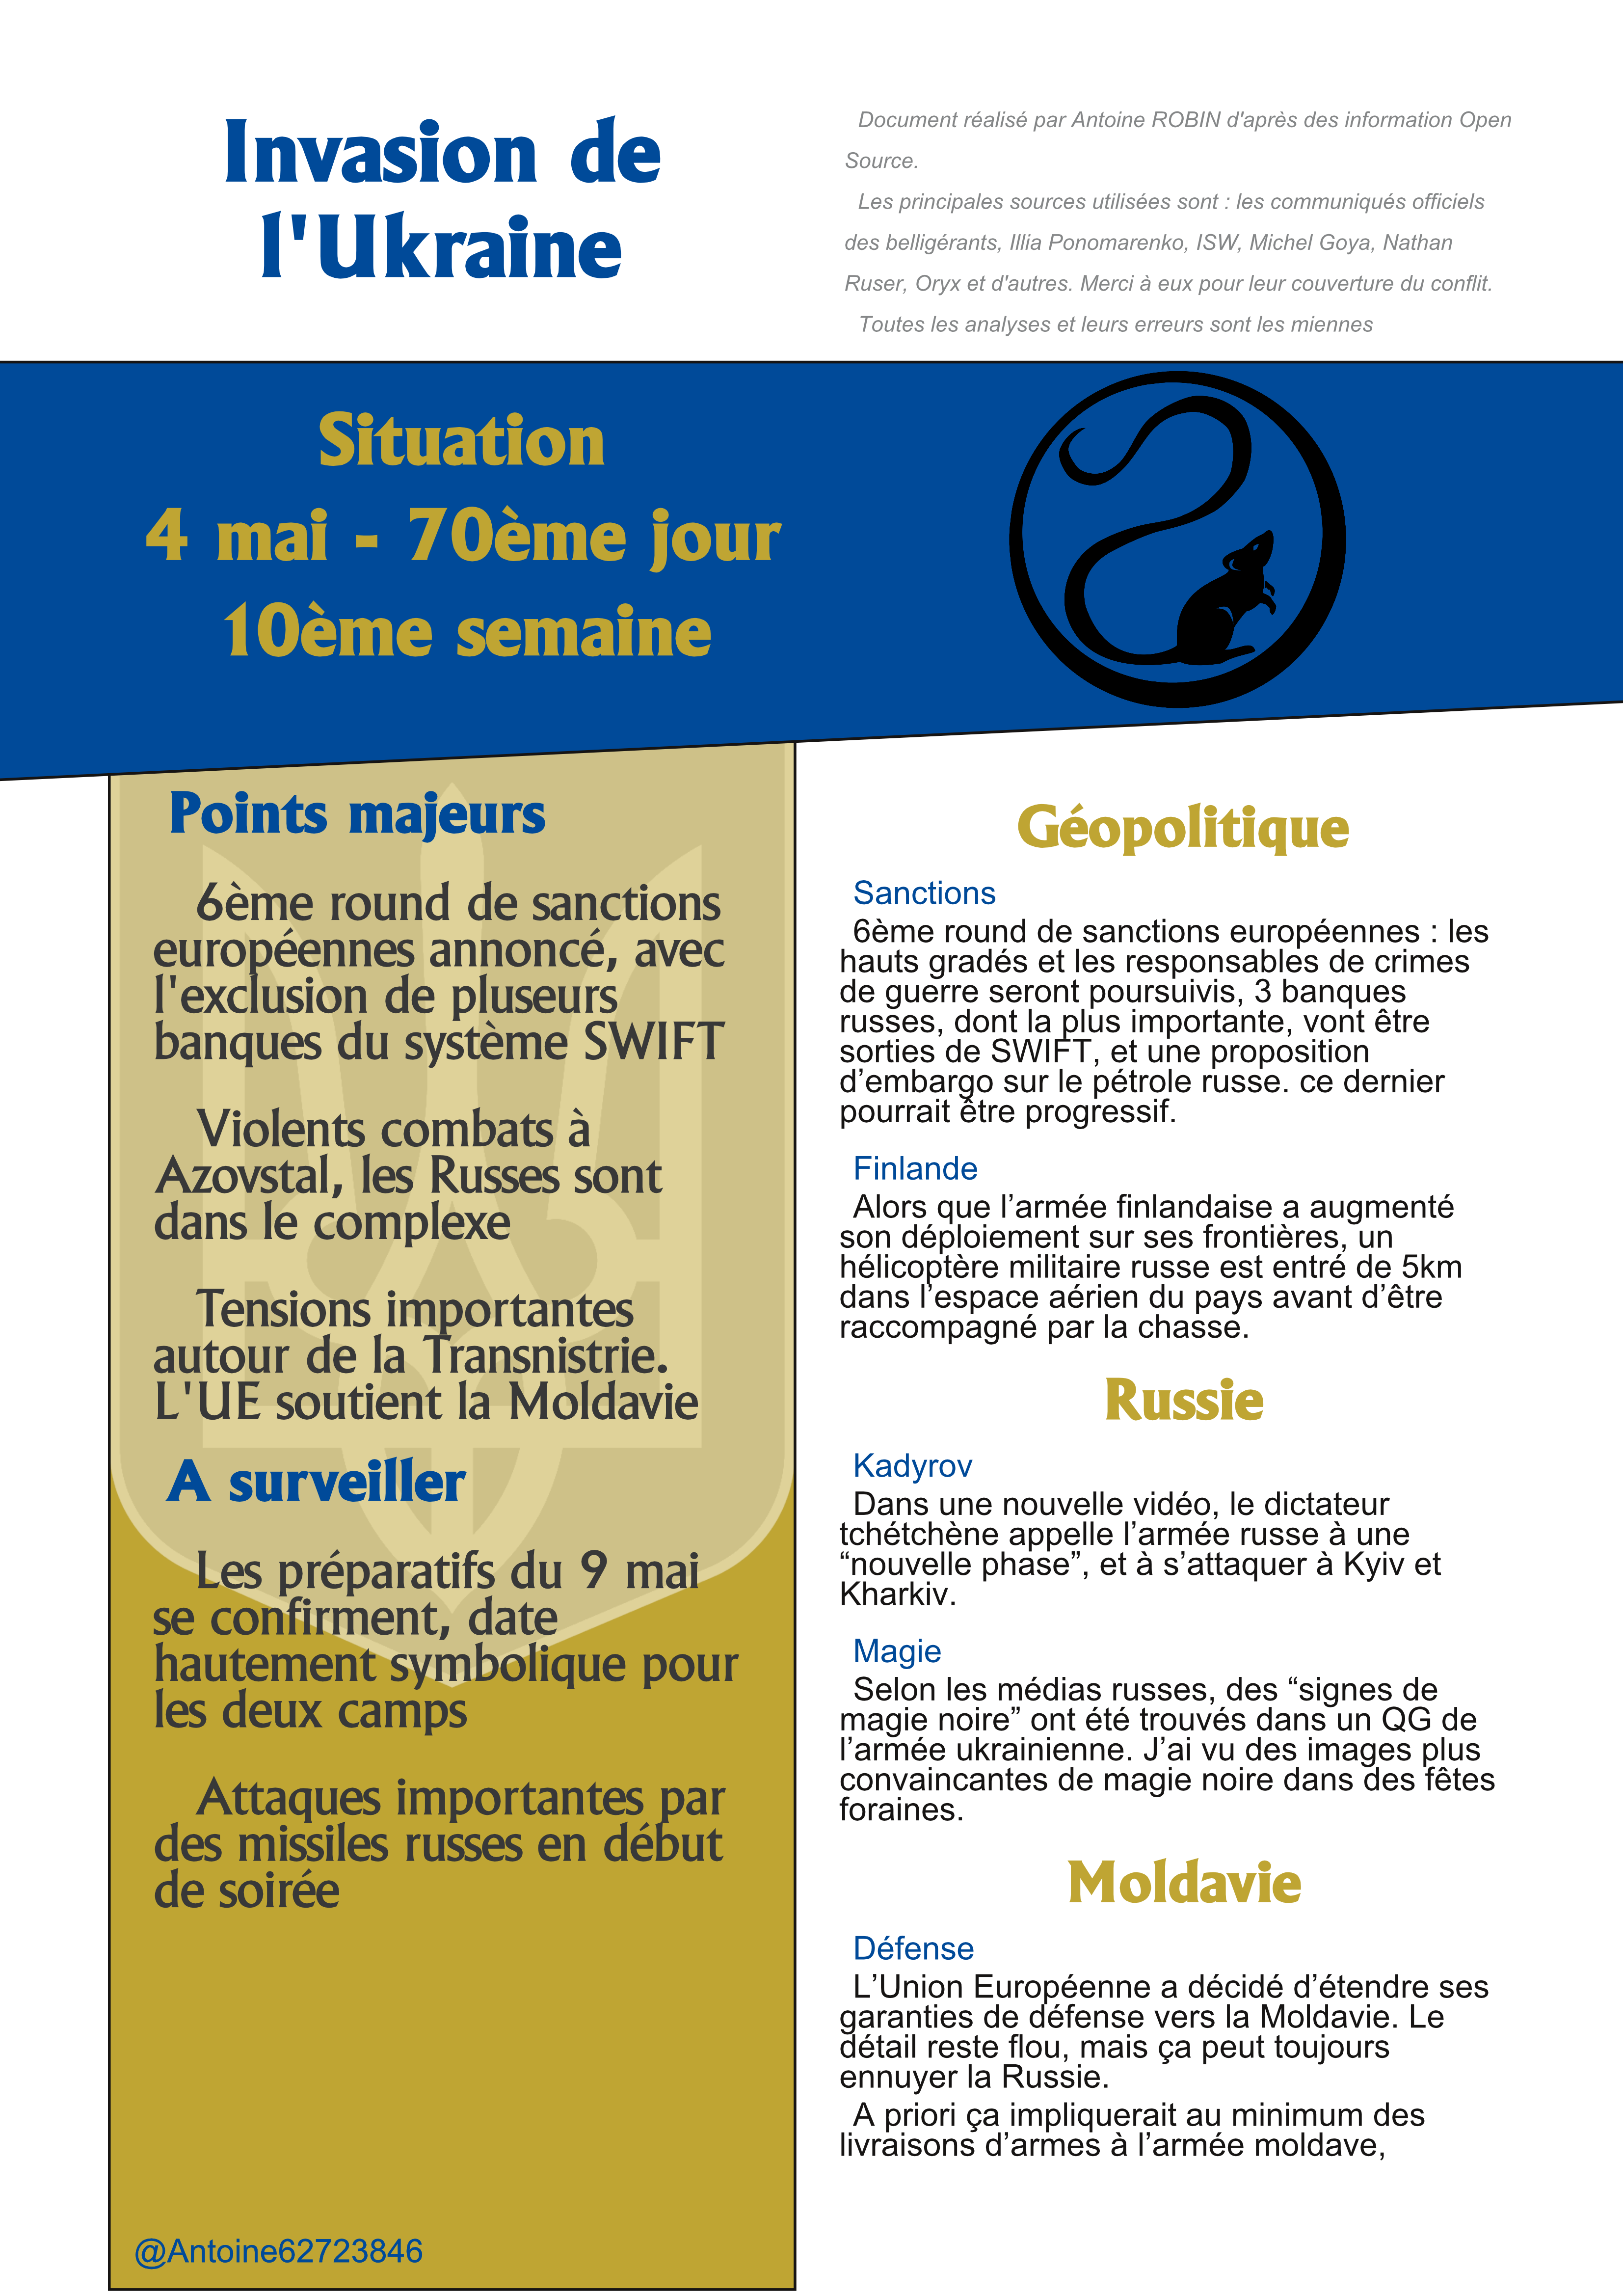 Invasion de
l'Ukraine
Document réalisé par Antoine ROBIN d'après des information Open
Source.
Les principales sources utilisées sont : les communiqués officiels
des belligérants, Illia Ponomarenko, ISW, Michel Goya, Nathan
Ruser, Oryx et d'autres. Merci à eux pour leur couverture du conflit.
Toutes les analyses et leurs erreurs sont les miennes
Situation
4 mai - 70ème jour
10ème semaine
Points majeurs
6ème round de sanctions
européennes annoncé, avec
l'exclusion de pluseurs
banques du système SWIFT
Violents combats à
Azovstal, les Russes sont
dans le complexe
Tensions importantes
autour de la Transnistrie.
L'UE soutient la Moldavie
A surveiller
Les préparatifs du 9 mai
se confirment, date
hautement symbolique pour
les deux camps
Attaques importantes par
des missiles russes en début
de soirée
@Antoine62723846
Géopolitique
Sanctions
6ème round de sanctions européennes : les
hauts gradés et les responsables de crimes
de guerre seront poursuivis, 3 banques
russes, dont la plus importante, vont être
sorties de SWIFT, et une proposition
d’embargo sur le pétrole russe. ce dernier
pourrait être progressif.
Finlande
Alors que l’armée finlandaise a augmenté
son déploiement sur ses frontières, un
hélicoptère militaire russe est entré de 5km
dans l’espace aérien du pays avant d’être
raccompagné par la chasse.
Russie
Kadyrov
Dans une nouvelle vidéo, le dictateur
tchétchène appelle l’armée russe à une
“nouvelle phase”, et à s’attaquer à Kyiv et
Kharkiv.
Magie
Selon les médias russes, des “signes de
magie noire” ont été trouvés dans un QG de
l’armée ukrainienne. J’ai vu des images plus
convaincantes de magie noire dans des fêtes
foraines.
Moldavie
Défense
L’Union Européenne a décidé d’étendre ses
garanties de défense vers la Moldavie. Le
détail reste flou, mais ça peut toujours
ennuyer la Russie.
A priori ça impliquerait au minimum des
livraisons d’armes à l’armée moldave,